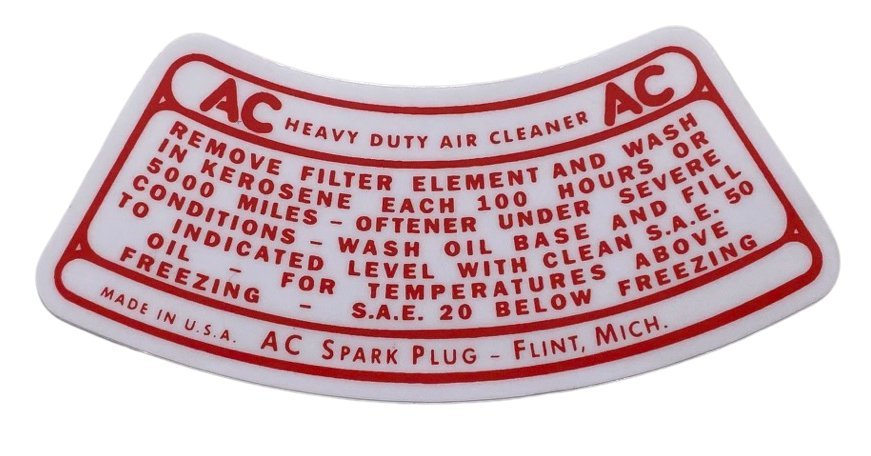 AC HEAVY DUTY AIR CLEANER AC
REMOVE FILTER ELEMENT AND WASH
IN KEROSENE EACH 100 HOURS OR
5000 MILES - OFTENER UNDER SEVERE
CONDITIONS - WASH OIL BASE AND FILL
TO INDICATED LEVEL WITH CLEAN S.A.E. 50
OIL - FOR TEMPERATURES ABOVE
FREEZING - S.A.E. 20 BELOW FREEZING
MADE IN U.S.A. AC SPARK PLUG - FLINT, MICH.